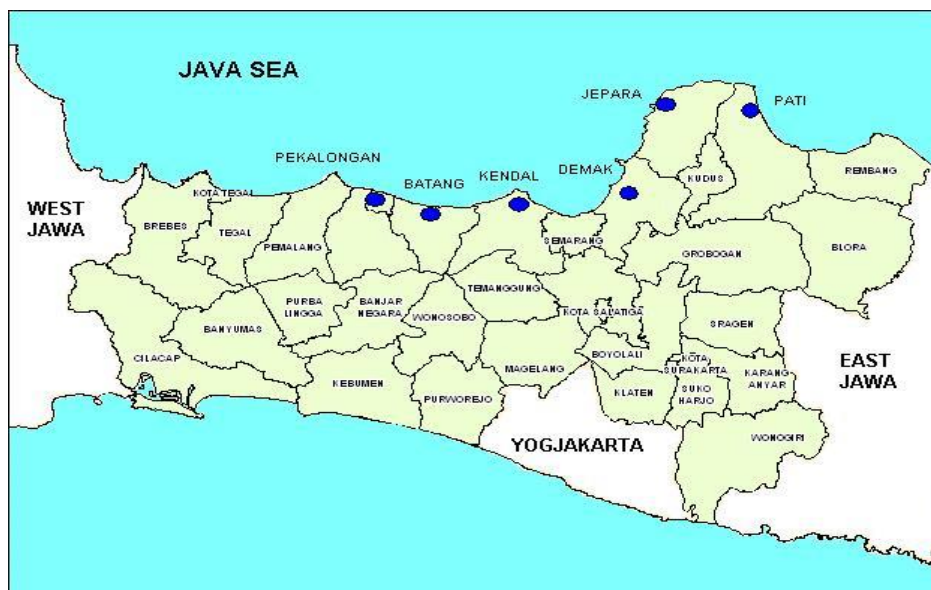 JAVA SEA
JEPARA
PATI
PEKALONGAN
BATANG
KENDAL
DEMAK
KUDUS
REMBANG
KOTA TEGAL
WEST
JAWA
BREBES
TEGAL
PEMALANG
SEMARANG
GROBOGAN
BLORA
TEMANGGUNG
PURBA
LINGGA
BANJAR
NEGARA
WONOSOBO
KOTA SALATIGA
BANYUMAS
SRAGEN
CILACAP
BOYOLALI
KOTA
SURAKARTA
KARANG
ANYAR
EAST
JAWA
MAGELANG
KEBUMEN
KLATEN
SUKO
HARJO
PURWOREJO
YOGJAKARTA
WONOGIRI